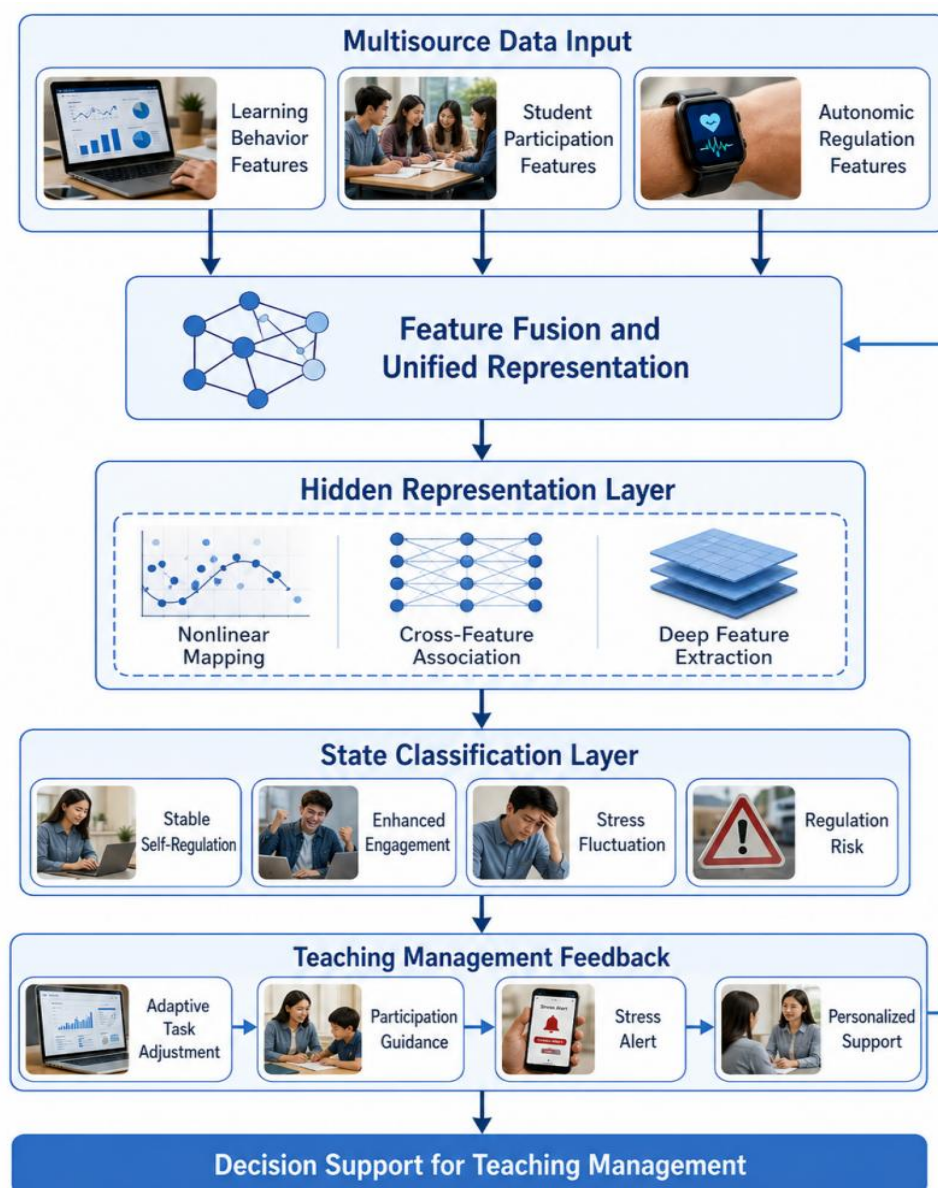 Multisource Data Input
Learning
Behavior
Features
Student
Participation
Features
Autonomic
Regulation
Features
Feature Fusion and
Unified Representation
Hidden Representation Layer
Nonlinear
Mapping
Cross-Feature
Association
Deep Feature
Extraction
State Classification Layer
Stable
Self-Regulation
Enhanced
Engagement
Stress
Fluctuation
Regulation
Risk
Teaching Management Feedback
Adaptive
Task
Adjustment
Participation
Guidance
Stress Alert
Stress
Alert
Personalized
Support
Decision Support for Teaching Management